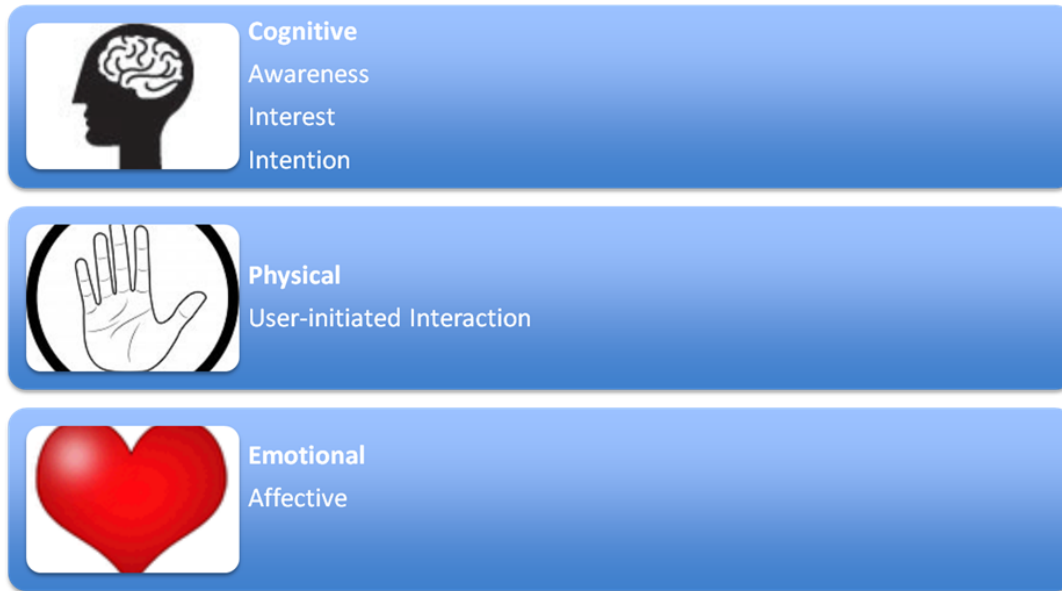 Cognitive
Awareness
Interest
Intention
Physical
User-initiated Interaction
Emotional
Affective